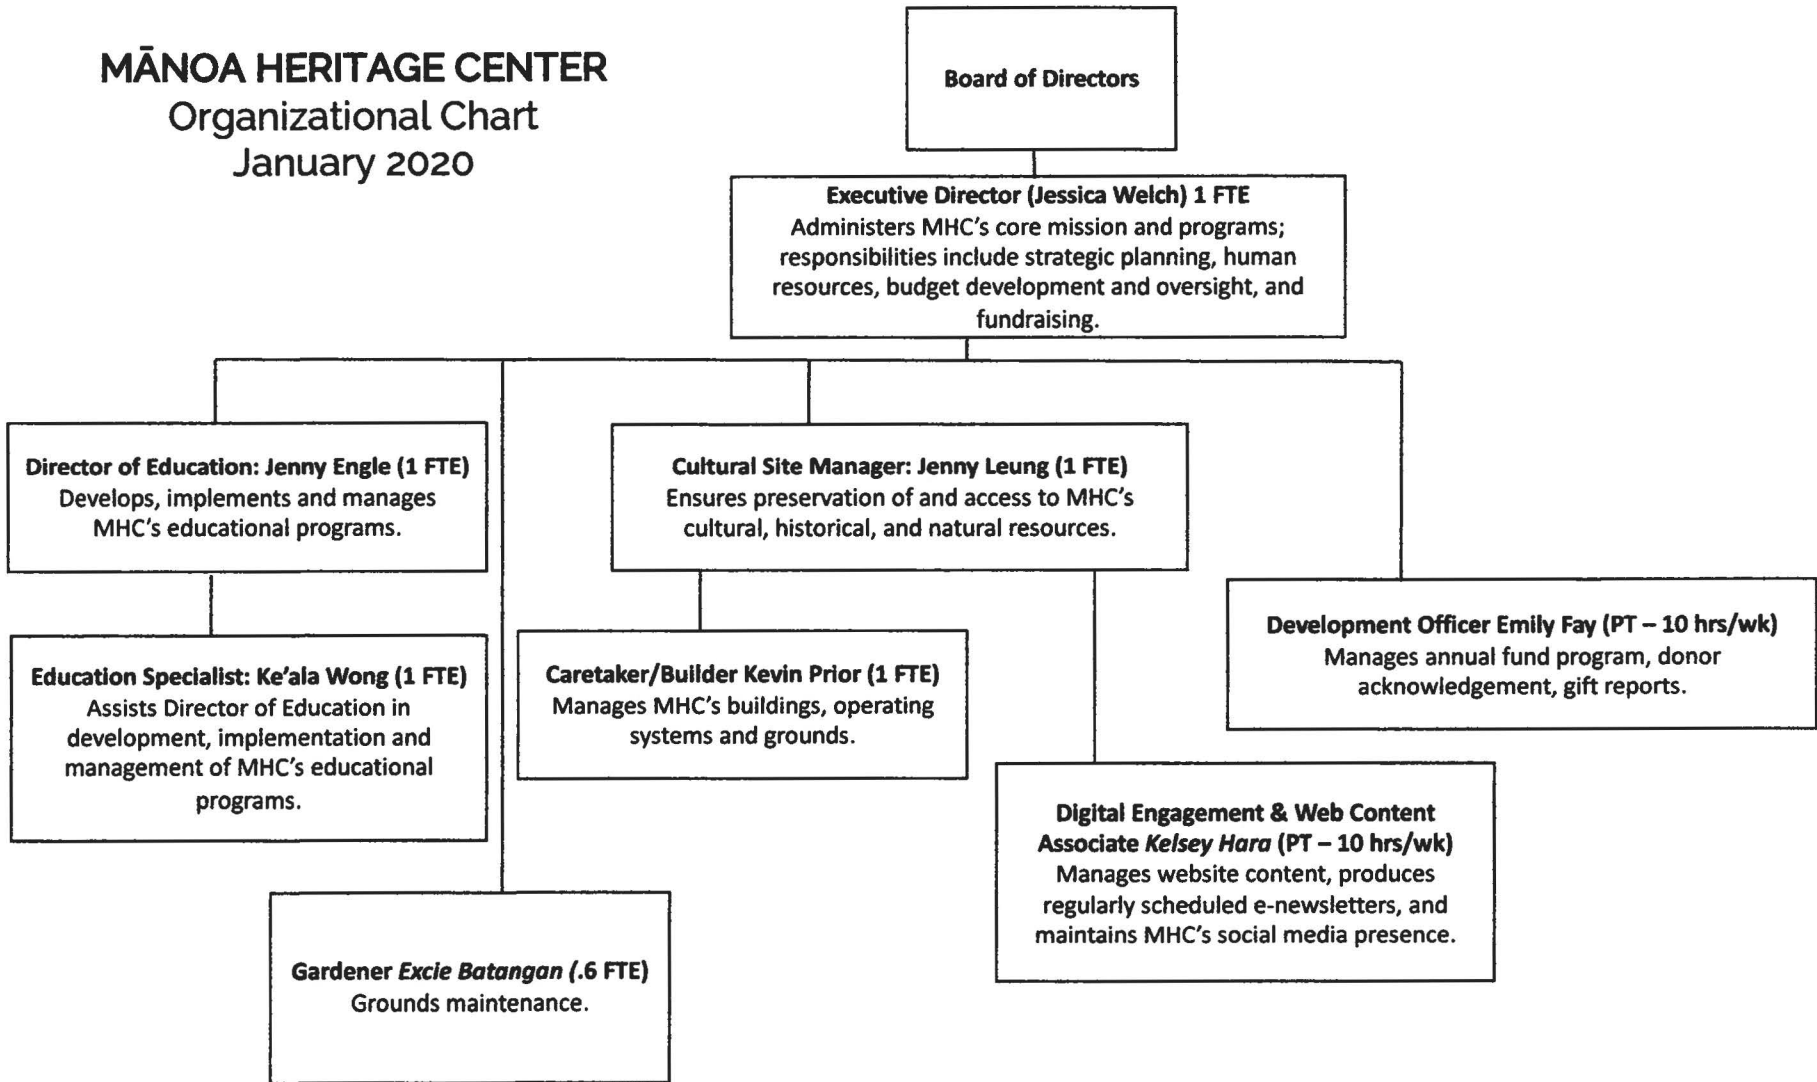 MĀNOA HERITAGE CENTER
Organizational Chart
January 2020
Board of Directors
Executive Director (Jessica Welch) 1 FTE
Administers MHC's core mission and programs;
responsibilities include strategic planning, human
resources, budget development and oversight, and
fundraising.
Director of Education: Jenny Engle (1 FTE)
Develops, implements and manages
MHC's educational programs.
Cultural Site Manager: Jenny Leung (1 FTE)
Ensures preservation of and access to MHC's
cultural, historical, and natural resources.
Development Officer Emily Fay (PT – 10 hrs/wk)
Manages annual fund program, donor
acknowledgement, gift reports.
Education Specialist: Ke'ala Wong (1 FTE)
Assists Director of Education in
development, implementation and
management of MHC's educational
programs.
Caretaker/Builder Kevin Prior (1 FTE)
Manages MHC's buildings, operating
systems and grounds.
Digital Engagement & Web Content
Associate Kelsey Hara (PT – 10 hrs/wk)
Manages website content, produces
regularly scheduled e-newsletters, and
maintains MHC's social media presence.
Gardener Excie Batangan (.6 FTE)
Grounds maintenance.